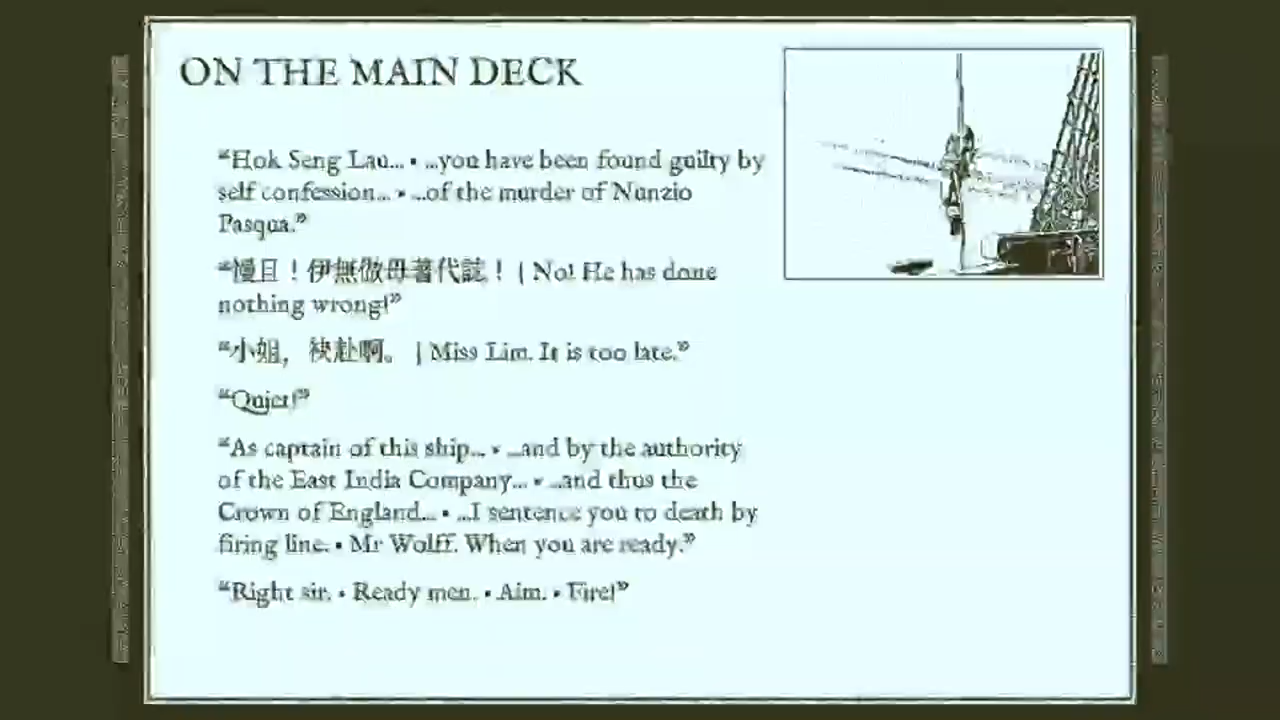 ON THE MAIN DECK
“Hok Seng Lau... • ...you have been found guilty by
self confession... • ...of the murder of Nunzio
Pasqua.”
“慢且！伊無做毋著代誌！ | No! He has done
nothing wrong!”
“小姐，袂赴啊。 | Miss Lim. It is too late.”
“Quiet!”
“As captain of this ship... • ...and by the authority
of the East India Company... • ...and thus the
Crown of England... • ...I sentence you to death by
firing line. • Mr Wolff. When you are ready.”
“Right sir. • Ready men. • Aim. • Fire!”